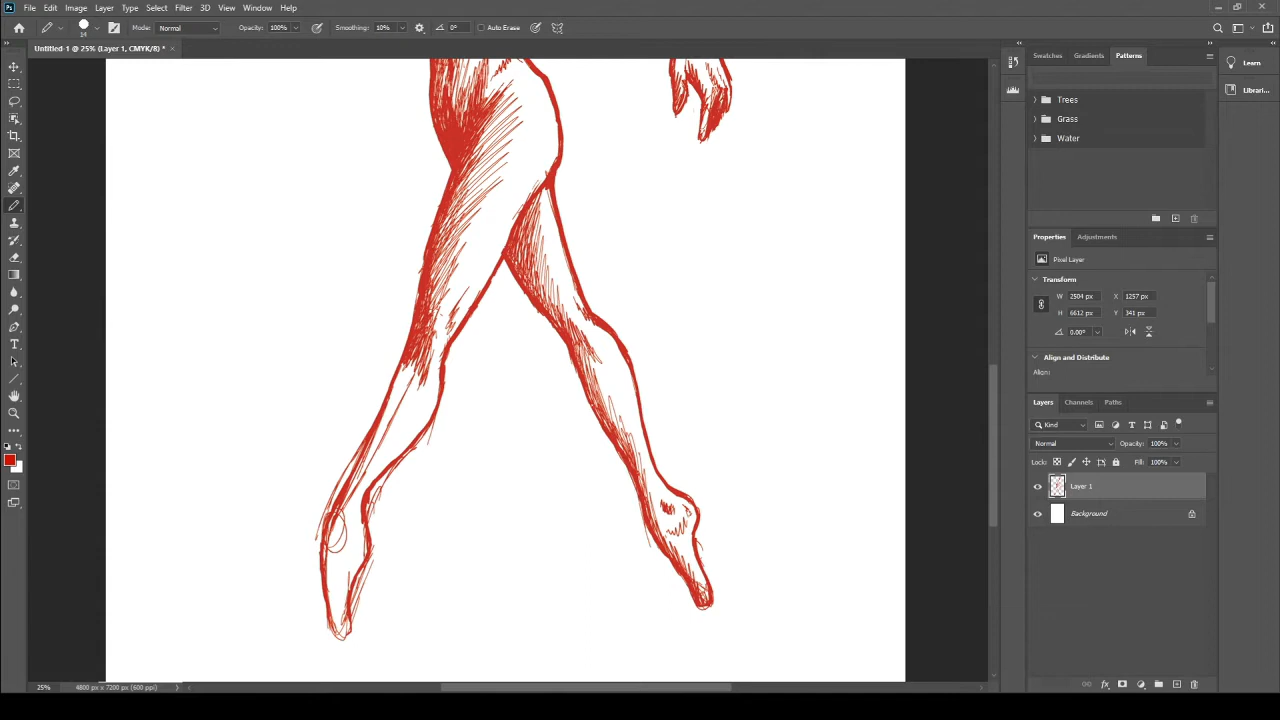 File Edit Image Layer Type Select Filter 3D View Window Help
14 Mode: Normal Opacity: 100% Smoothing: 10% 0° Auto Erase
Untitled-1 @ 25% (Layer 1, CMYK/8) *
Swatches Gradients Patterns
Learn
Librari...
Trees
Grass
Water
Properties Adjustments
Pixel Layer
Transform
W 2504 px X 1257 px
H 6612 px Y 341 px
0.00°
Align and Distribute
Align:
Layers Channels Paths
Kind
Normal Opacity: 100%
Lock: Fill: 100%
Layer 1
Background
25% 4800 px x 7200 px (600 ppi)